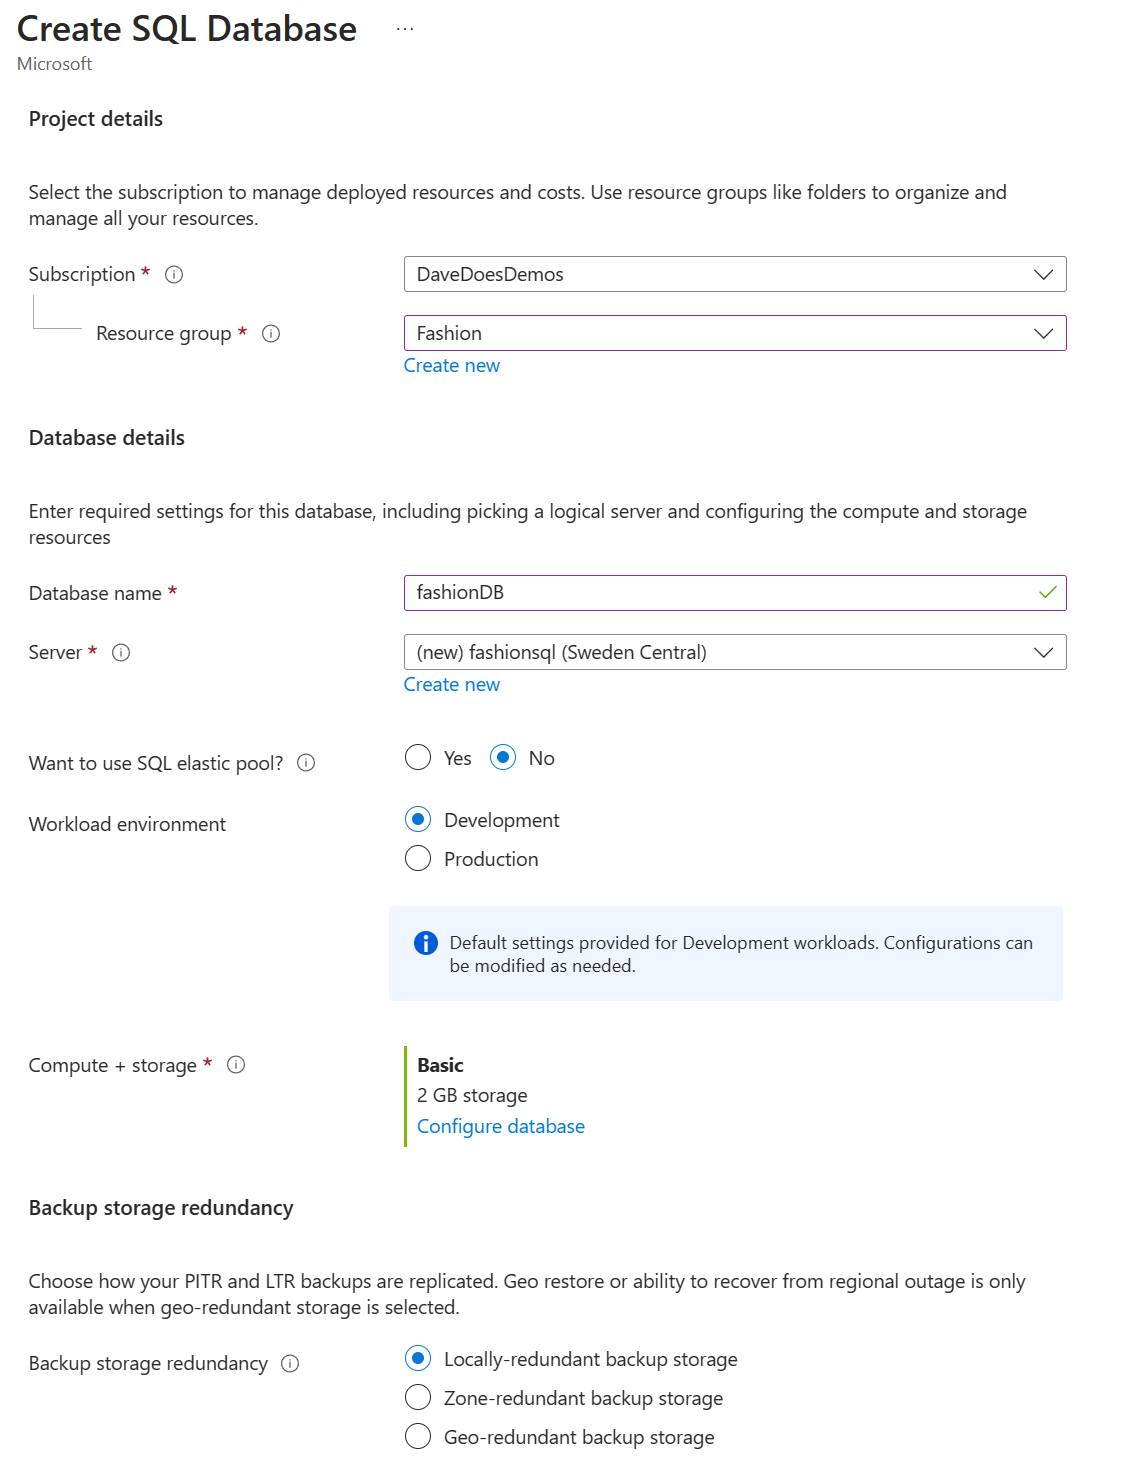 Create SQL Database ...
Microsoft
Project details
Select the subscription to manage deployed resources and costs. Use resource groups like folders to organize and
manage all your resources.
Subscription *
DaveDoesDemos
Resource group *
Fashion
Create new
Database details
Enter required settings for this database, including picking a logical server and configuring the compute and storage
resources
Database name *
fashionDB
Server *
(new) fashionsql (Sweden Central)
Create new
Want to use SQL elastic pool?
Yes No
Workload environment
Development
Production
Default settings provided for Development workloads. Configurations can
be modified as needed.
Compute + storage *
Basic
2 GB storage
Configure database
Backup storage redundancy
Choose how your PITR and LTR backups are replicated. Geo restore or ability to recover from regional outage is only
available when geo-redundant storage is selected.
Backup storage redundancy
Locally-redundant backup storage
Zone-redundant backup storage
Geo-redundant backup storage